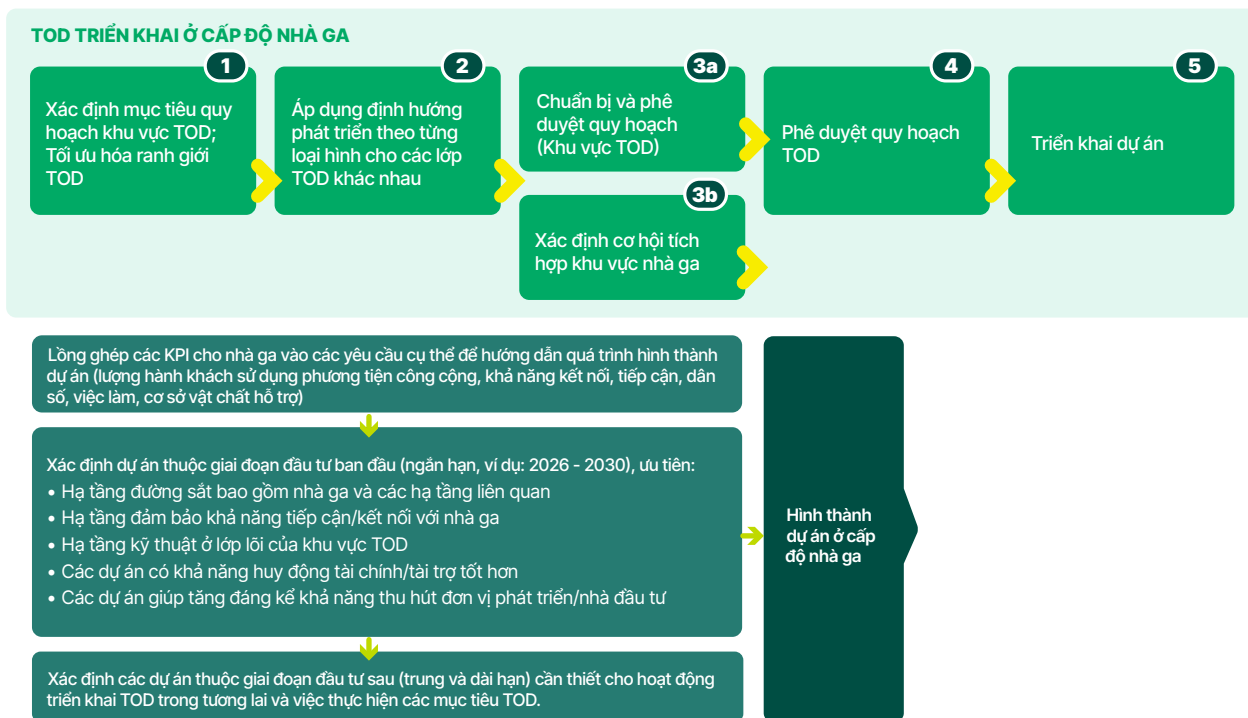 TOD TRIỂN KHAI Ở CẤP ĐỘ NHÀ GA
1
Xác định mục tiêu quy
hoạch khu vực TOD;
Tối ưu hóa ranh giới
TOD
2
Áp dụng định hướng
phát triển theo từng
loại hình cho các lớp
TOD khác nhau
3a
Chuẩn bị và phê
duyệt quy hoạch
(Khu vực TOD)
3b
Xác định cơ hội tích
hợp khu vực nhà ga
4
Phê duyệt quy hoạch
TOD
5
Triển khai dự án
Lồng ghép các KPI cho nhà ga vào các yêu cầu cụ thể để hướng dẫn quá trình hình thành
dự án (lượng hành khách sử dụng phương tiện công cộng, khả năng kết nối, tiếp cận, dân
số, việc làm, cơ sở vật chất hỗ trợ)
Xác định dự án thuộc giai đoạn đầu tư ban đầu (ngắn hạn, ví dụ: 2026 - 2030), ưu tiên:
• Hạ tầng đường sắt bao gồm nhà ga và các hạ tầng liên quan
• Hạ tầng đảm bảo khả năng tiếp cận/kết nối với nhà ga
• Hạ tầng kỹ thuật ở lớp lõi của khu vực TOD
• Các dự án có khả năng huy động tài chính/tài trợ tốt hơn
• Các dự án giúp tăng đáng kể khả năng thu hút đơn vị phát triển/nhà đầu tư
Xác định các dự án thuộc giai đoạn đầu tư sau (trung và dài hạn) cần thiết cho hoạt động
triển khai TOD trong tương lai và việc thực hiện các mục tiêu TOD.
Hình thành
dự án ở cấp
độ nhà ga